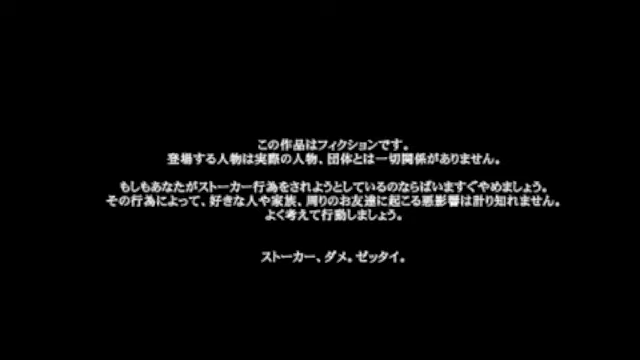 この作品はフィクションです。
登場する人物は実際の人物、団体とは一切関係がありません。
もしもあなたがストーカー行為をされようとしているのならばいますぐやめましょう。
その行為によって、好きな人や家族、周りのお友達に起こる悪影響は計り知れません。
よく考えて行動しましょう。
ストーカー、ダメ。ゼッタイ。